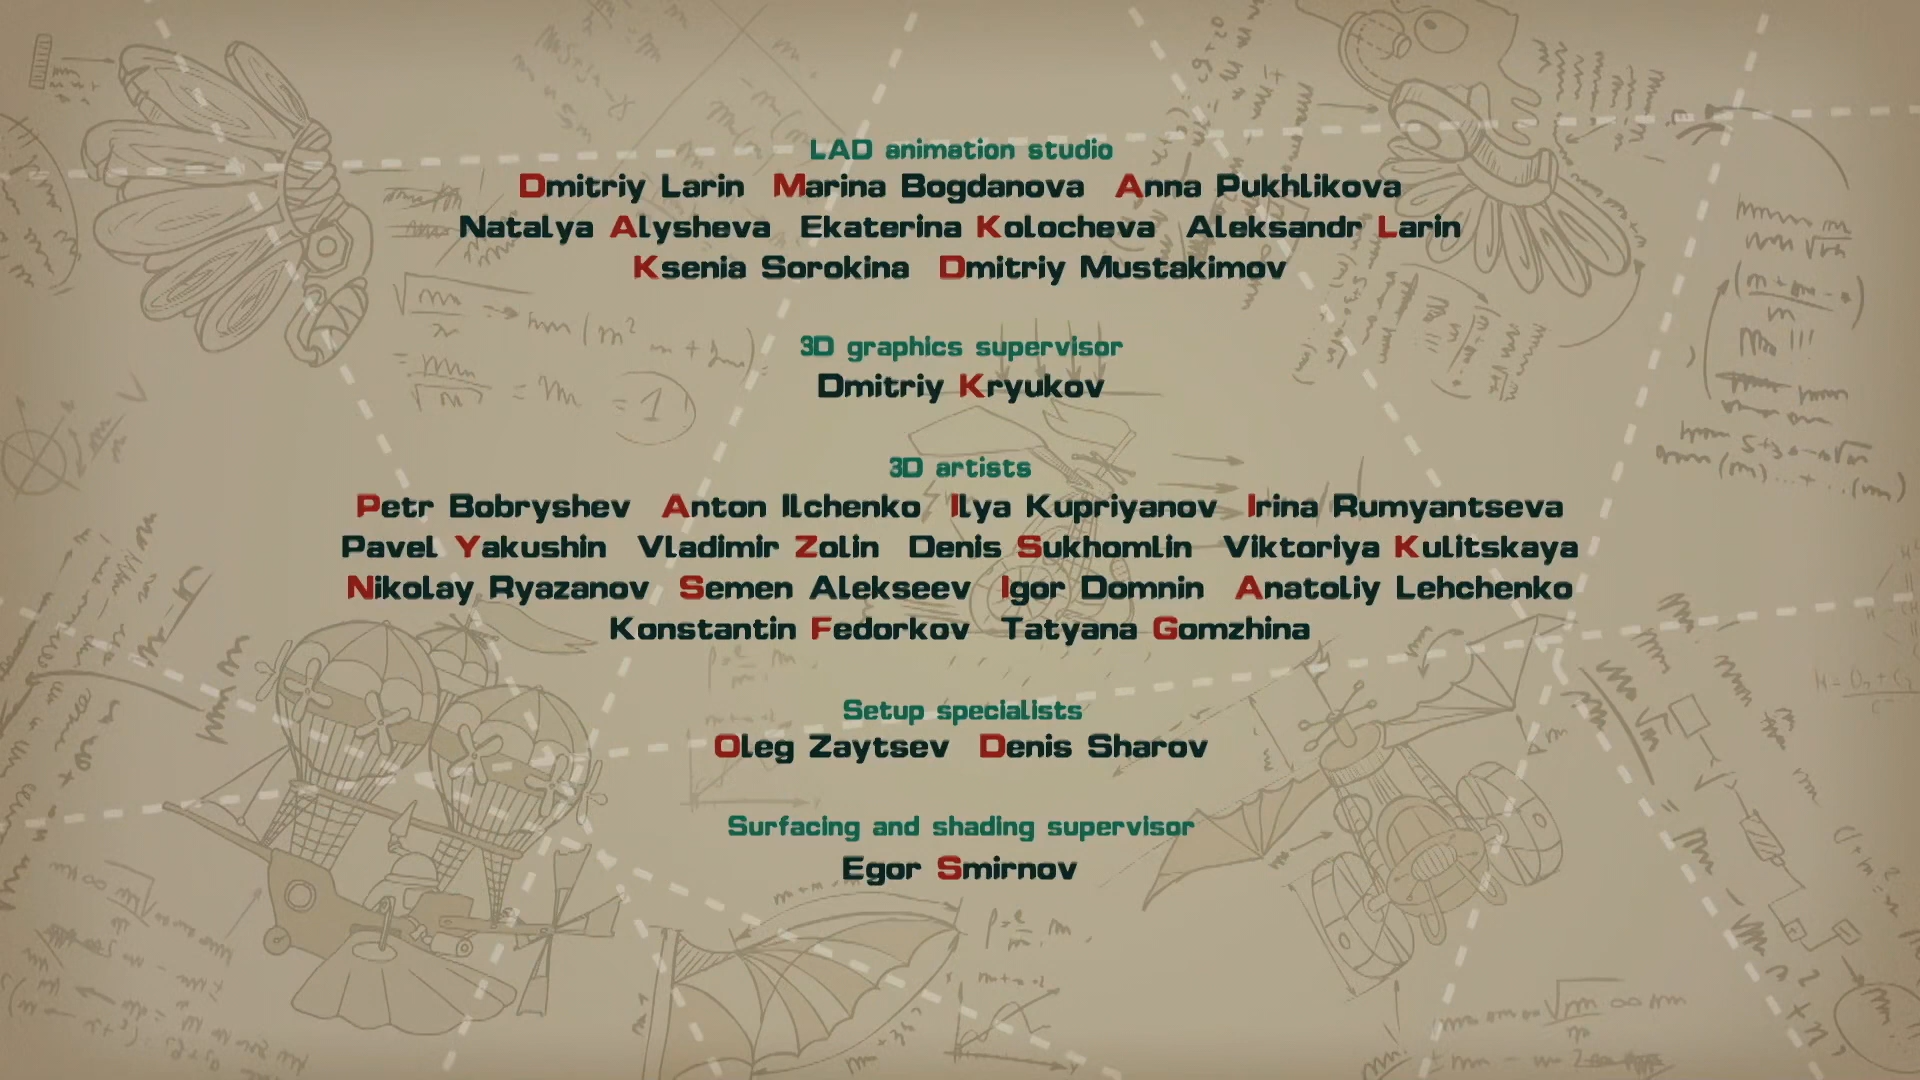 LAD animation studio
Dmitriy Larin Marina Bogdanova Anna Pukhlikova
Natalya Alysheva Ekaterina Kolocheva Aleksandr Larin
Ksenia Sorokina Dmitriy Mustakimov
3D graphics supervisor
Dmitriy Kryukov
3D artists
Petr Bobryshev Anton Ilchenko Ilya Kupriyanov Irina Rumyantseva
Pavel Yakushin Vladimir Zolin Denis Sukhomlin Viktoriya Kulitskaya
Nikolay Ryazanov Semen Alekseev Igor Domnin Anatoliy Lehchenko
Konstantin Fedorkov Tatyana Gomzhina
Setup specialists
Oleg Zaytsev Denis Sharov
Surfacing and shading supervisor
Egor Smirnov